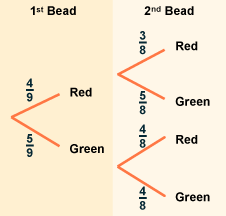 1st Bead 2nd Bead
3/8 Red
4/9 Red
5/8 Green
4/8 Red
5/9 Green
4/8 Green